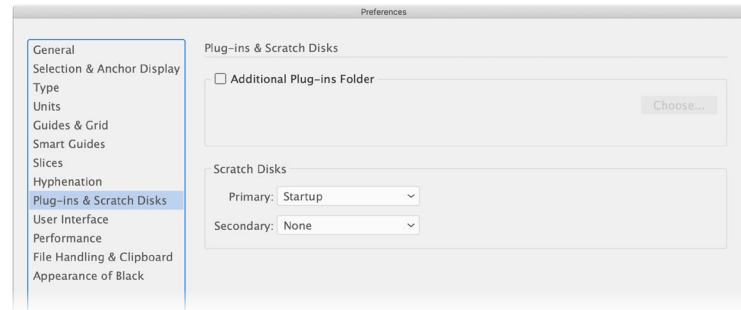 Preferences
General
Selection & Anchor Display
Type
Units
Guides & Grid
Smart Guides
Slices
Hyphenation
Plug-ins & Scratch Disks
User Interface
Performance
File Handling & Clipboard
Appearance of Black
Plug-ins & Scratch Disks
Additional Plug-ins Folder
Choose...
Scratch Disks
Primary: Startup
Secondary: None